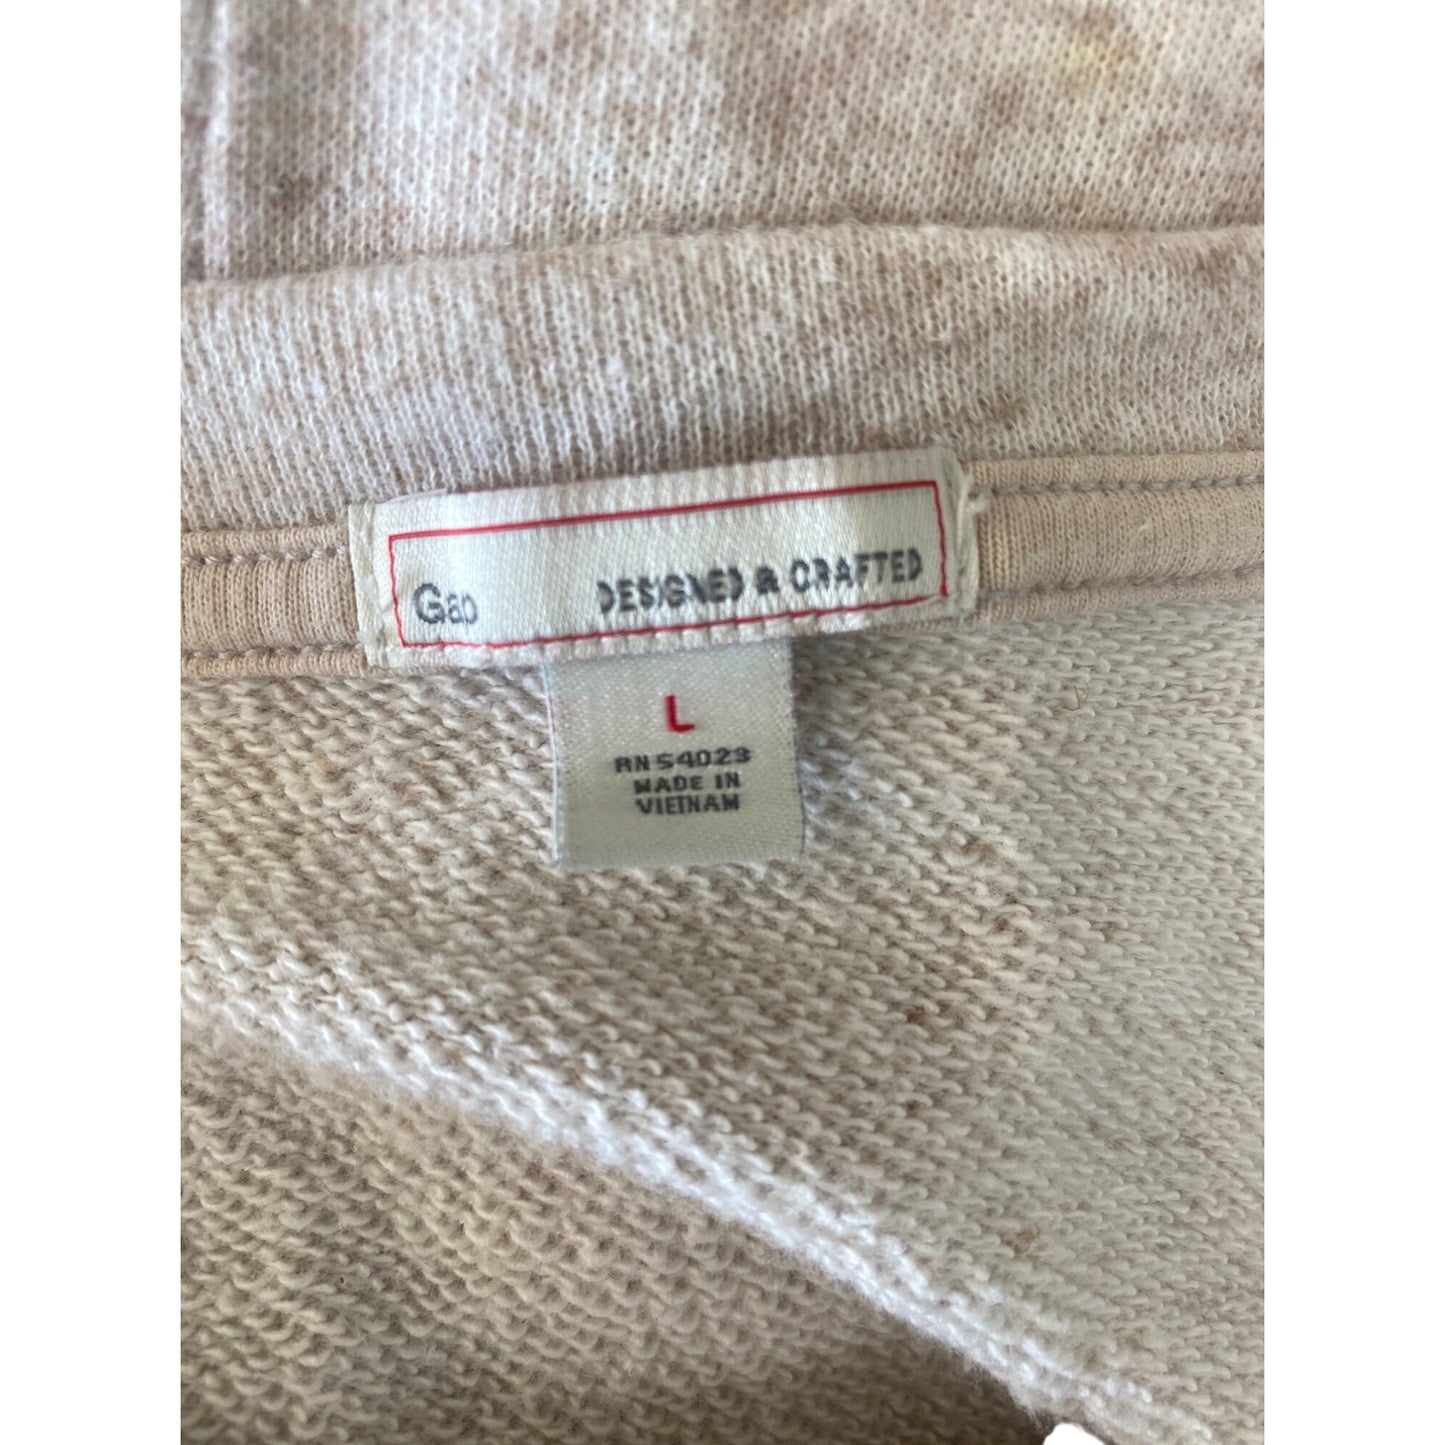 Gap DESIGNED & CRAFTED
L
RN 54023
MADE IN
VIETNAM